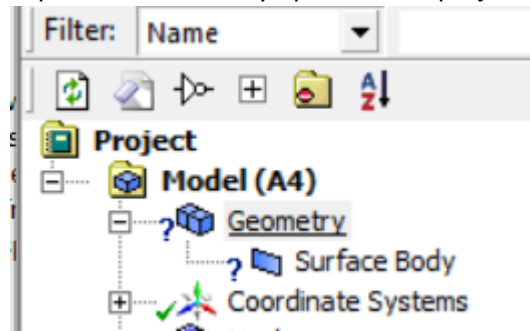 Filter: Name
A
Z
Project
Model (A4)
? Geometry
? Surface Body
Coordinate Systems